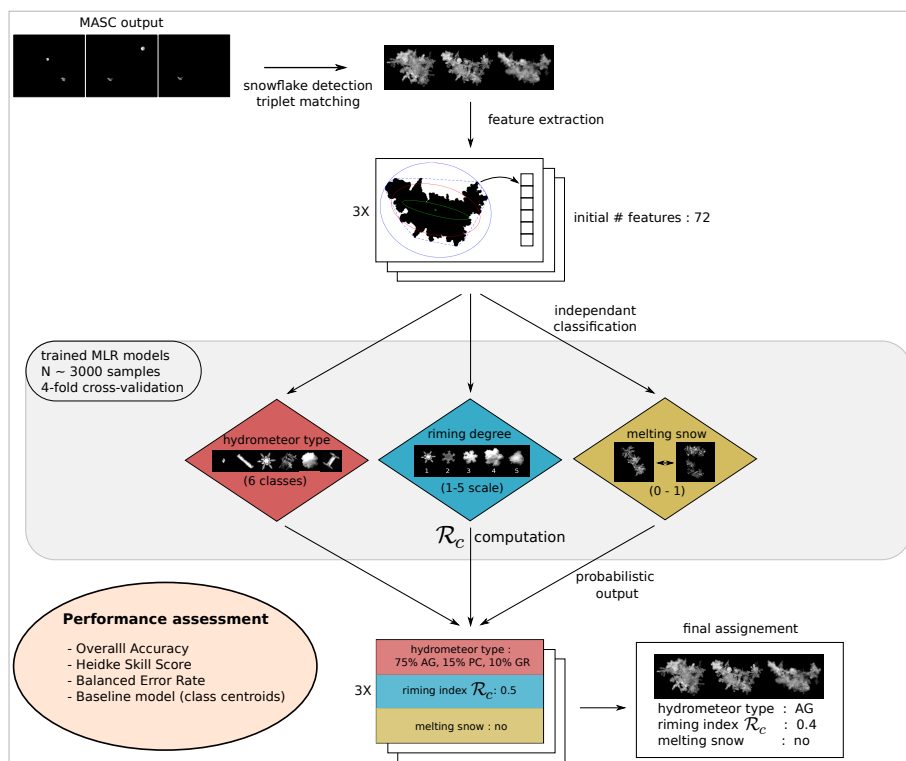 MASC output
snowflake detection
triplet matching
feature extraction
3X
initial # features : 72
independant
classification
trained MLR models
N ~ 3000 samples
4-fold cross-validation
hydrometeor type
(6 classes)
riming degree
1 2 3 4 5
(1-5 scale)
melting snow
(0 - 1)
ℛc computation
probabilistic
output
Performance assessment
- Overalll Accuracy
- Heidke Skill Score
- Balanced Error Rate
- Baseline model (class centroids)
3X
hydrometeor type :
75% AG, 15% PC, 10% GR
riming index ℛc: 0.5
melting snow : no
final assignement
hydrometeor type : AG
riming index ℛc : 0.4
melting snow : no